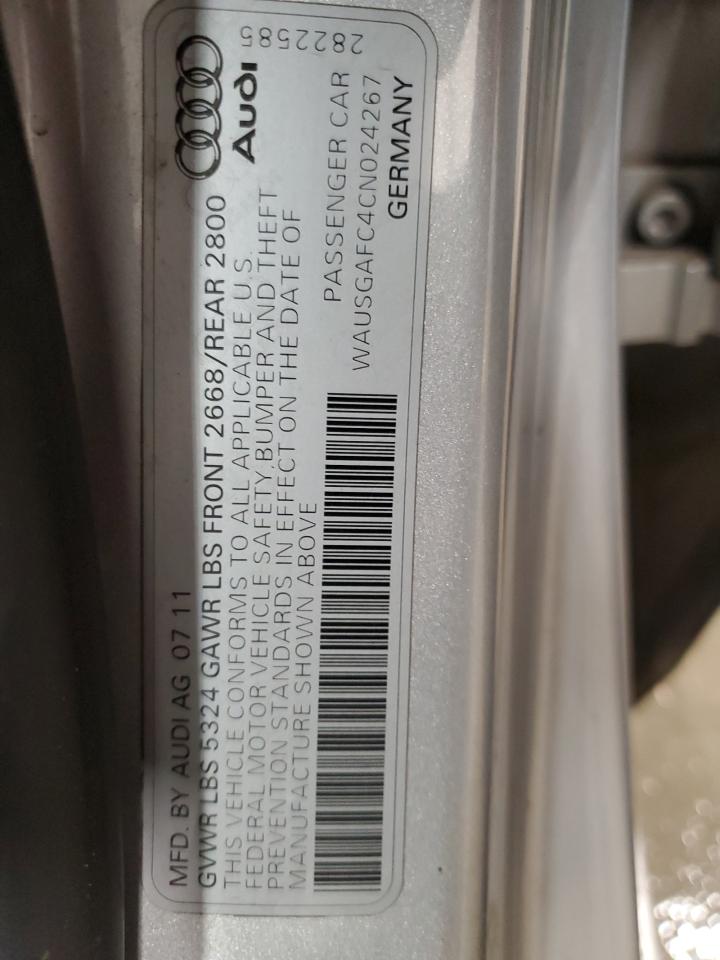 MFD. BY AUDI AG 07 11
GVWR LBS 5324 GAWR LBS FRONT 2668/REAR 2800
THIS VEHICLE CONFORMS TO ALL APPLICABLE U.S.
FEDERAL MOTOR VEHICLE SAFETY,BUMPER AND THEFT
PREVENTION STANDARDS IN EFFECT ON THE DATE OF
MANUFACTURE SHOWN ABOVE
Audi
2822585
PASSENGER CAR
WAUSGAFC4CN024267
GERMANY